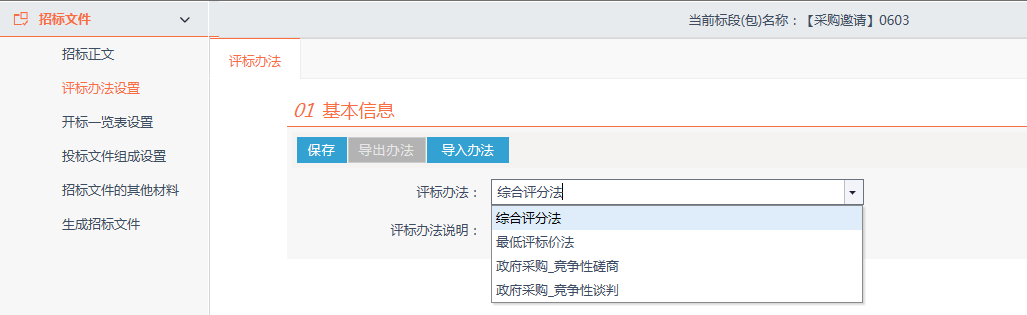 招标文件
当前标段(包)名称：【采购邀请】0603
招标正文
评标办法设置
开标一览表设置
投标文件组成设置
招标文件的其他材料
生成招标文件
评标办法
01 基本信息
保存 导出办法 导入办法
评标办法： 综合评分法
评标办法说明：
综合评分法
最低评标价法
政府采购_竞争性磋商
政府采购_竞争性谈判